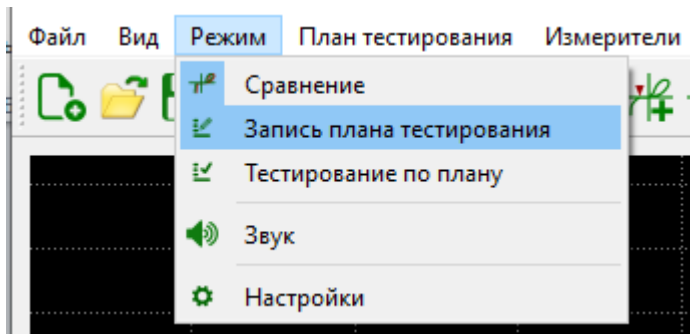 Файл Вид Режим План тестирования Измерители
Сравнение
Запись плана тестирования
Тестирование по плану
Звук
Настройки